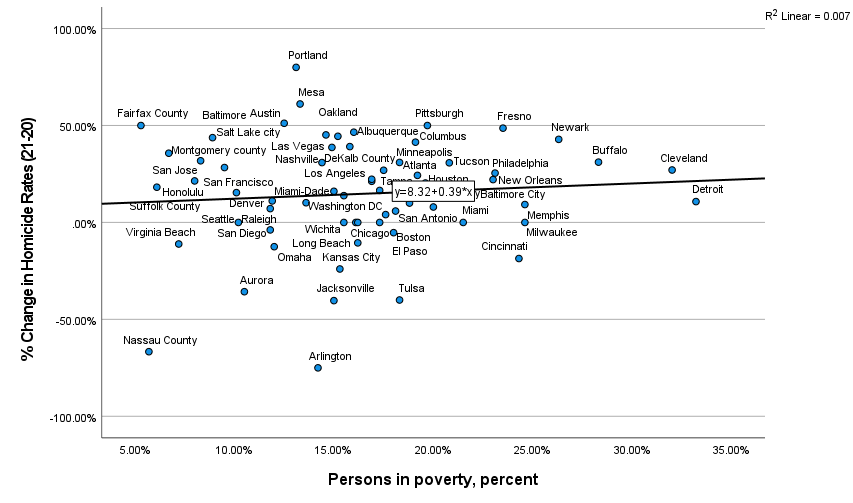 R2 Linear = 0.007
100.00%
Portland
Mesa
Fairfax County
Baltimore
Austin
Oakland
Pittsburgh
Fresno
50.00%
Salt Lake city
Albuquerque
Columbus
Newark
Las Vegas
Montgomery county
Nashville
DeKalb County
Minneapolis
Buffalo
Atlanta
Tucson
Philadelphia
Cleveland
San Jose
Los Angeles
San Francisco
Tampa
Houston
New Orleans
Honolulu
Miami-Dade
y=8.32+0.39*x
Baltimore City
Detroit
Suffolk County
Denver
Washington DC
Miami
Memphis
Seattle
Raleigh
San Antonio
.00%
Virginia Beach
San Diego
Wichita
Chicago
Boston
Milwaukee
Long Beach
El Paso
Cincinnati
Omaha
Kansas City
Aurora
Jacksonville
Tulsa
-50.00%
Nassau County
Arlington
-100.00%
5.00%
10.00%
15.00%
20.00%
25.00%
30.00%
35.00%
Persons in poverty, percent
% Change in Homicide Rates (21-20)